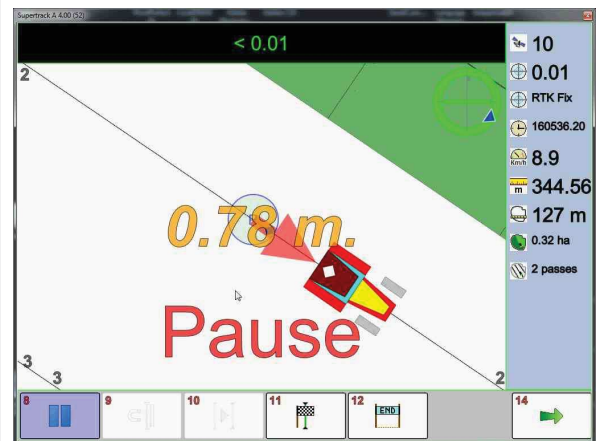 Supertrack A 4.00 (52)
< 0.01
10
0.01
RTK Fix
160536.20
Km/h
8.9
m
344.56
127 m
0.32 ha
2 passes
2
0.78 m.
Pause
3
3
2
8
9
10
11
12
END
14